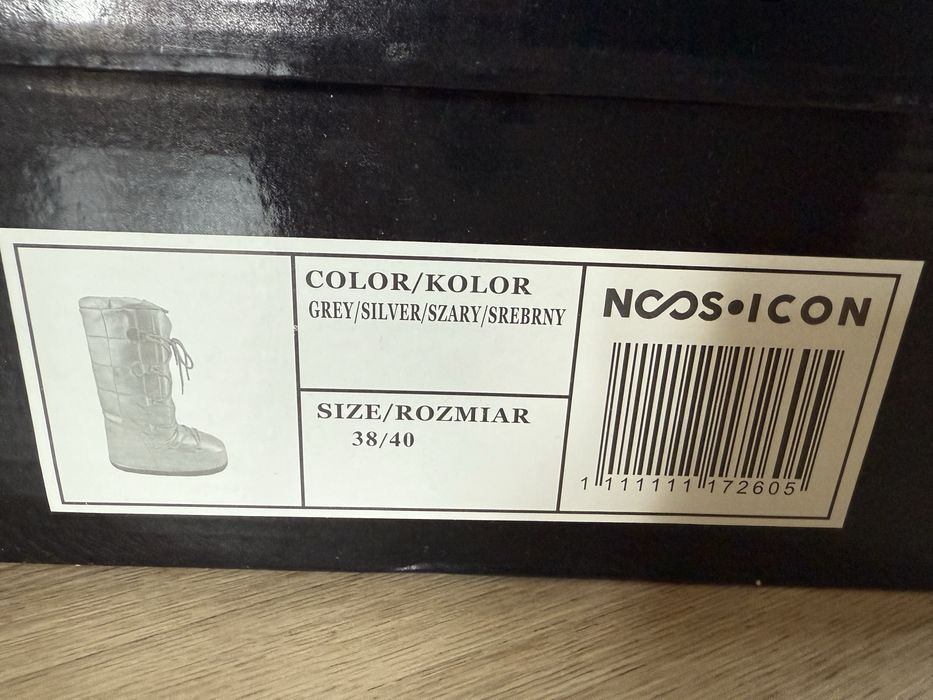 COLOR/KOLOR
GREY/SILVER/SZARY/SREBRNY
SIZE/ROZMIAR
38/40
NOOS•ICON
1 111111 172605